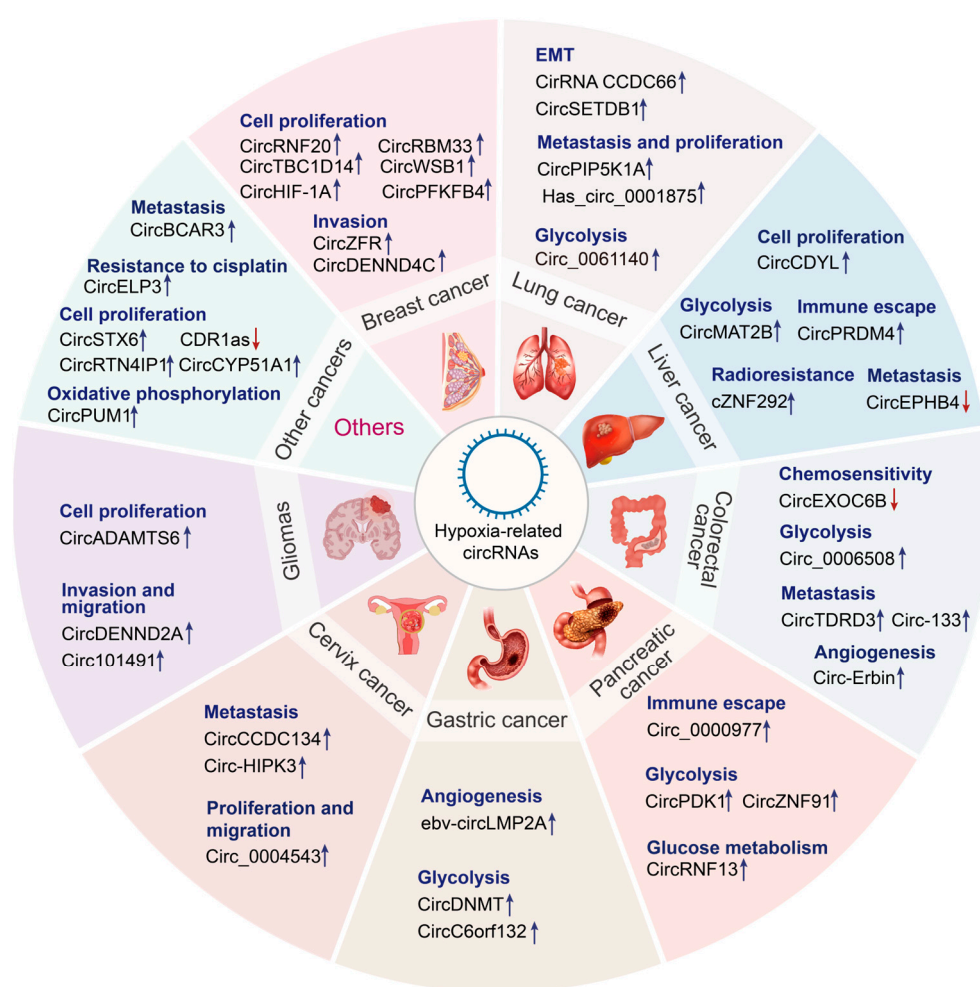 EMT
CirRNA CCDC66↑
CircSETDB1↑
Metastasis and proliferation
CircPIP5K1A↑
Has_circ_0001875↑
Glycolysis
Circ_0061140↑
Lung cancer
Cell proliferation
CircCDYL↑
Glycolysis
CircMAT2B↑
Immune escape
CircPRDM4↑
Radioresistance
cZNF292↑
Metastasis
CircEPHB4↓
Liver cancer
Chemosensitivity
CircEXOC6B↓
Glycolysis
Circ_0006508↑
Metastasis
CircTDRD3↑ Circ-133↑
Angiogenesis
Circ-Erbin↑
Colorectal
cancer
Immune escape
Circ_0000977↑
Glycolysis
CircPDK1↑ CircZNF91↑
Glucose metabolism
CircRNF13↑
Pancreatic
cancer
Gastric cancer
Angiogenesis
ebv-circLMP2A↑
Glycolysis
CircDNMT↑
CircC6orf132↑
Cervix cancer
Metastasis
CircCCDC134↑
Circ-HIPK3↑
Proliferation and
migration
Circ_0004543↑
Gliomas
Cell proliferation
CircADAMTS6↑
Invasion and
migration
CircDENND2A↑
Circ101491↑
Other cancers
Others
Metastasis
CircBCAR3↑
Resistance to cisplatin
CircELP3↑
Cell proliferation
CircSTX6↑ CDR1as↓
CircRTN4IP1↑ CircCYP51A1↑
Oxidative phosphorylation
CircPUM1↑
Breast cancer
Cell proliferation
CircRNF20↑ CircRBM33↑
CircTBC1D14↑ CircWSB1↑
CircHIF-1A↑ CircPFKFB4↑
Invasion
CircZFR↑
CircDENND4C↑
Hypoxia-related
circRNAs